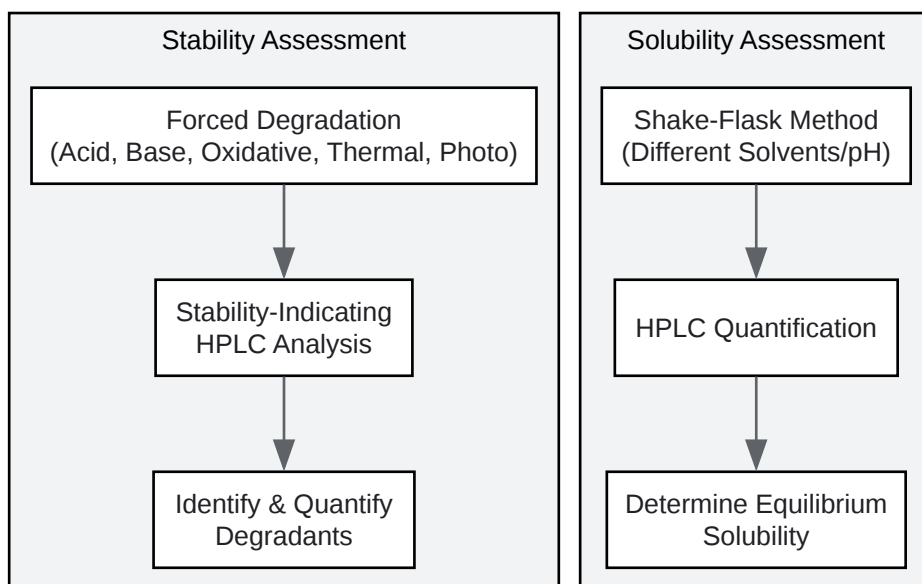 Stability Assessment
Forced Degradation
(Acid, Base, Oxidative, Thermal, Photo)
Stability-Indicating
HPLC Analysis
Identify & Quantify
Degradants
Solubility Assessment
Shake-Flask Method
(Different Solvents/pH)
HPLC Quantification
Determine Equilibrium
Solubility